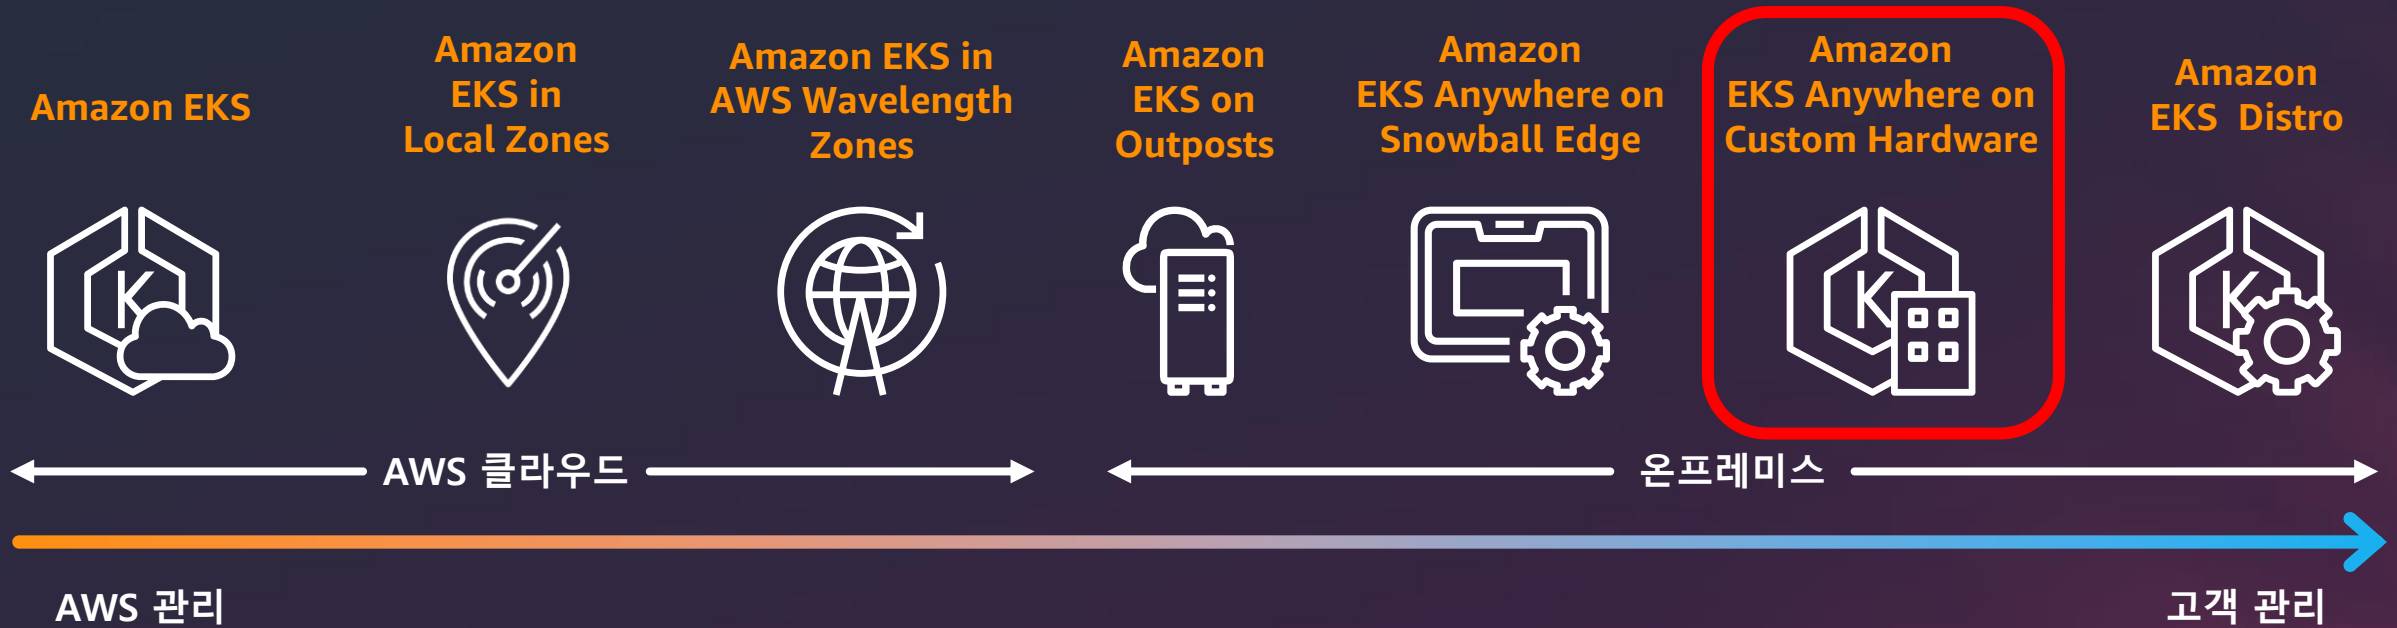 Amazon EKS
Amazon
EKS in
Local Zones
Amazon EKS in
AWS Wavelength
Zones
Amazon
EKS on
Outposts
Amazon
EKS Anywhere on
Snowball Edge
Amazon
EKS Anywhere on
Custom Hardware
Amazon
EKS Distro
K
K
K
AWS 클라우드
온프레미스
AWS 관리
고객 관리